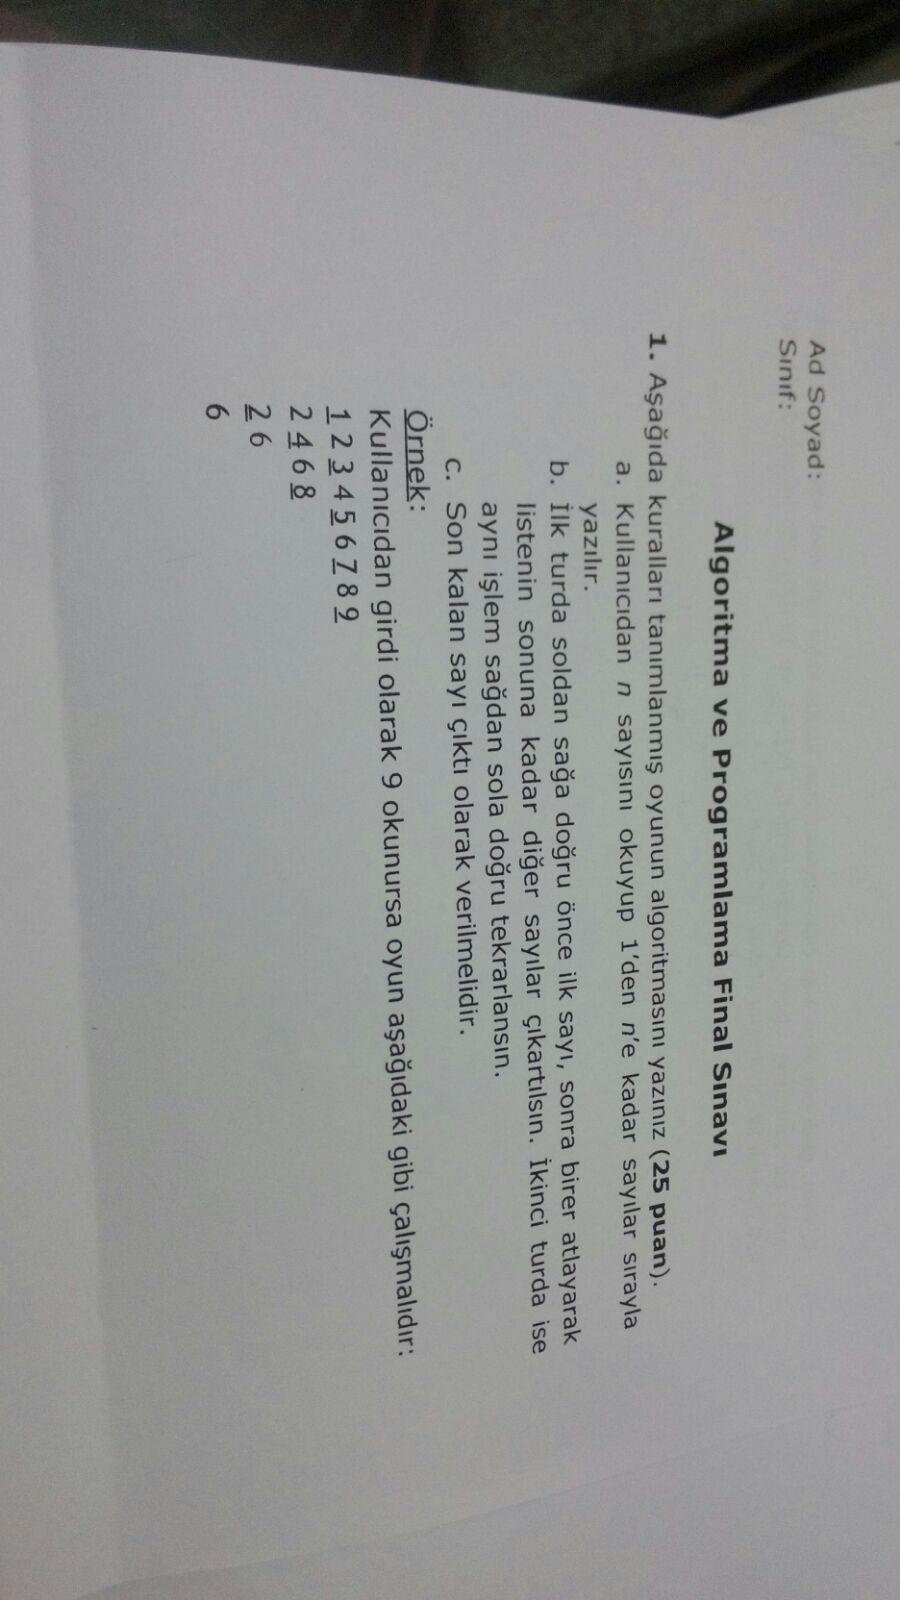 Ad Soyad:
Sınıf:
Algoritma ve Programlama Final Sınavı
1. Aşağıda kuralları tanımlanmış oyunun algoritmasını yazınız (25 puan).
a. Kullanıcıdan n sayısını okuyup 1'den n'e kadar sayılar sırayla
yazılır.
b. İlk turda soldan sağa doğru önce ilk sayı, sonra birer atlayarak
listenin sonuna kadar diğer sayılar çıkartılsın. İkinci turda ise
aynı işlem sağdan sola doğru tekrarlansın.
c. Son kalan sayı çıktı olarak verilmelidir.
Örnek:
Kullanıcıdan girdi olarak 9 okunursa oyun aşağıdaki gibi çalışmalıdır:
1 2 3 4 5 6 7 8 9
2 4 6 8
2 6
6